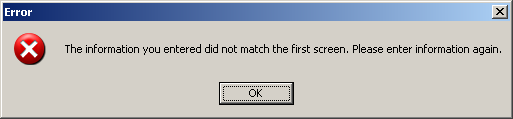 Error
The information you entered did not match the first screen. Please enter information again.
OK